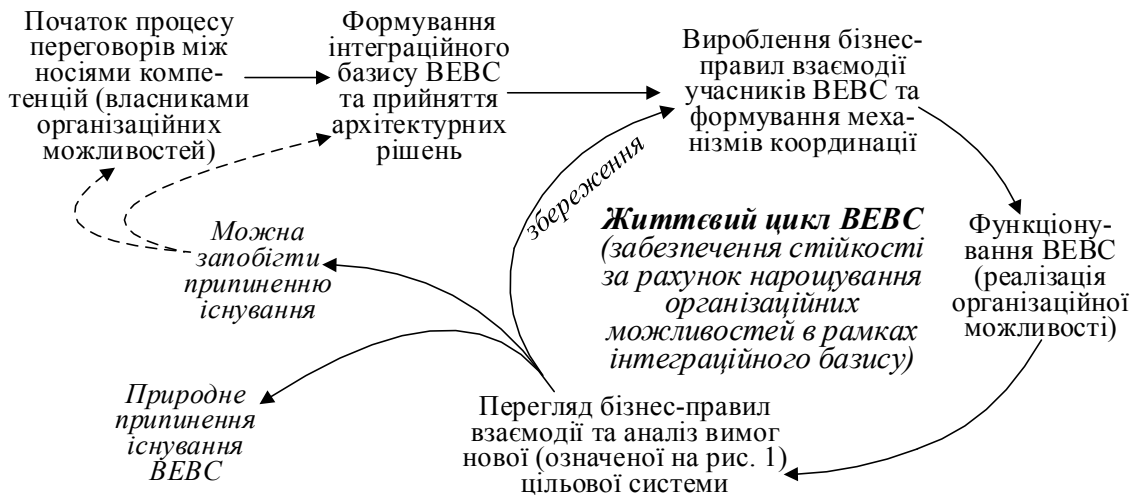 Початок процесу
переговорів між
носіями компе-
тенцій (власниками
організаційних
можливостей)
Формування
інтеграційного
базису ВЕВС
та прийняття
архітектурних
рішень
Вироблення бізнес-
правил взаємодії
учасників ВЕВС та
формування меха-
нізмів координації
збереження
Життєвий цикл ВЕВС
(забезпечення стійкості
за рахунок нарощування
організаційних
можливостей в рамках
інтеграційного базису)
Функціону-
вання ВЕВС
(реалізація
організаційної
можливості)
Можна
запобігти
припиненню
існування
Природне
припинення
існування
ВЕВС
Перегляд бізнес-правил
взаємодії та аналіз вимог
нової (означеної на рис. 1)
цільової системи